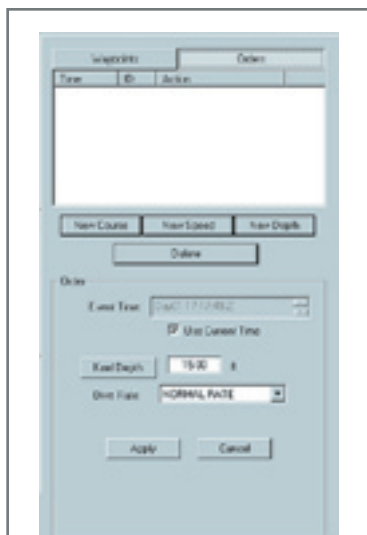 Waypoints Orders
Time ID Action
New Course New Speed New Depth
Delete
Order
Event Time:
Use Current Time
Keel Depth ft
Dive Rate: NORMAL RATE
Apply Cancel